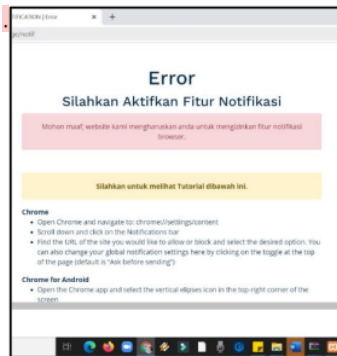 TIFICATION | Error
ge/notif
Error
Silahkan Aktifkan Fitur Notifikasi
Mohon maaf, website kami mengharuskan anda untuk mengizinkan fitur notifikasi
browser.
Silahkan untuk melihat Tutorial dibawah ini.
Chrome
• Open Chrome and navigate to: chrome://settings/content
• Scroll down and click on the Notifications bar
• Find the URL of the site you would like to allow or block and select the desired option. You
can also change your global notification settings here by clicking on the toggle at the top
of the page (default is "Ask before sending")
Chrome for Android
• Open the Chrome app and select the vertical elipses icon in the top-right corner of the
screen